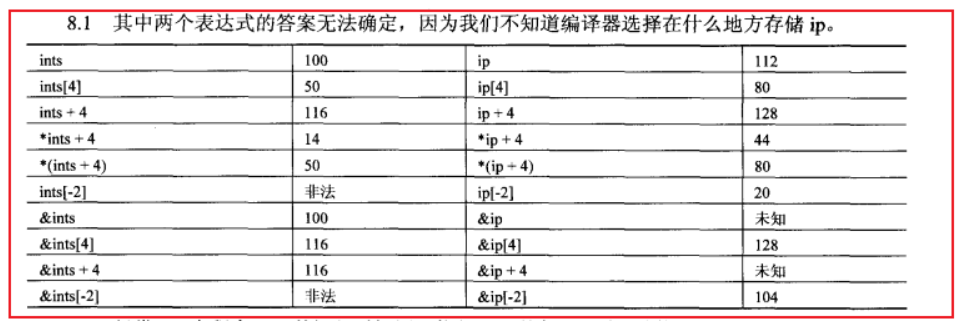 8.1 其中两个表达式的答案无法确定，因为我们不知道编译器选择在什么地方存储 ip。
ints 100 ip 112
ints[4] 50 ip[4] 80
ints + 4 116 ip + 4 128
*ints + 4 14 *ip + 4 44
*(ints + 4) 50 *(ip + 4) 80
ints[-2] 非法 ip[-2] 20
&ints 100 &ip 未知
&ints[4] 116 &ip[4] 128
&ints + 4 116 &ip + 4 未知
&ints[-2] 非法 &ip[-2] 104